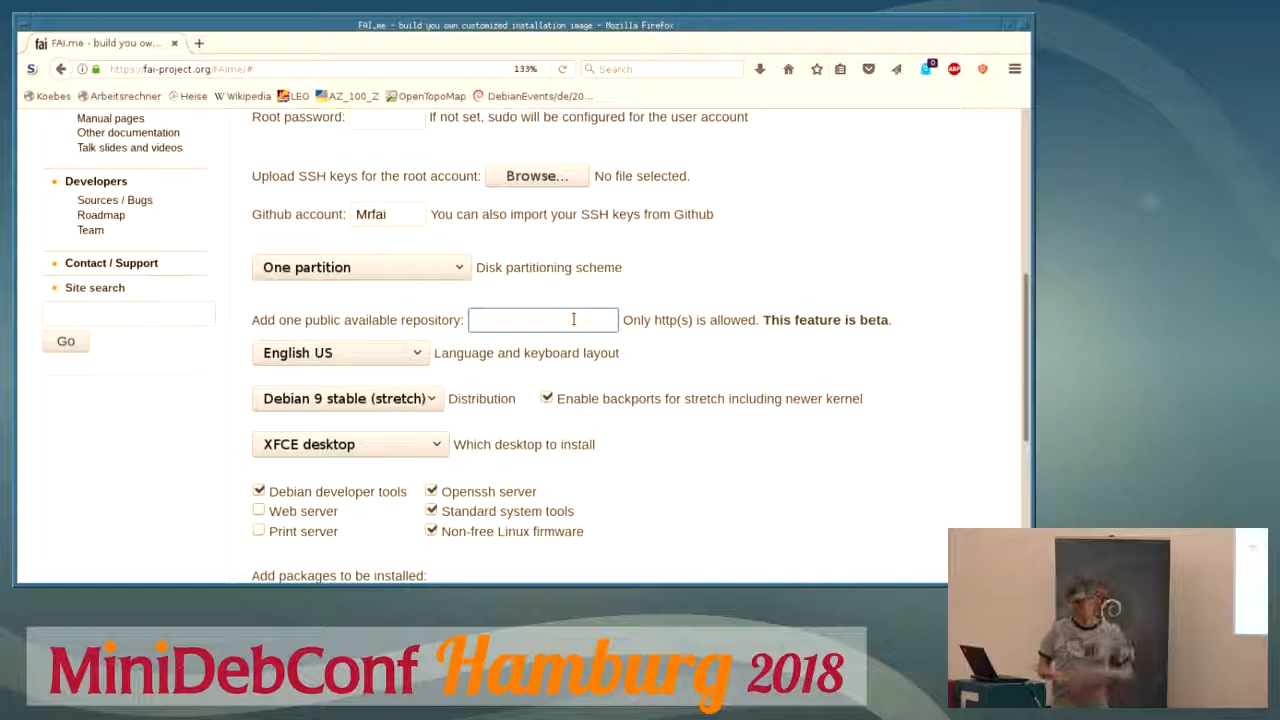 FAI.me - build you own customized installation image - Mozilla Firefox
fai FAI.me - build you ow... × +
https://fai-project.org/FAIme/# 133% Search 0 ABP
Koebes Arbeitsrechner Heise W Wikipedia LEO AZ_100_Z OpenTopoMap DebianEvents/de/20...
Manual pages
Other documentation
Talk slides and videos
Developers
Sources / Bugs
Roadmap
Team
Contact / Support
Site search
Go
Root password: If not set, sudo will be configured for the user account
Upload SSH keys for the root account: Browse... No file selected.
Github account: Mrfai You can also import your SSH keys from Github
One partition Disk partitioning scheme
Add one public available repository: Only http(s) is allowed. This feature is beta.
English US Language and keyboard layout
Debian 9 stable (stretch) Distribution Enable backports for stretch including newer kernel
XFCE desktop Which desktop to install
Debian developer tools Openssh server
Web server Standard system tools
Print server Non-free Linux firmware
Add packages to be installed:
MiniDebConf Hamburg 2018